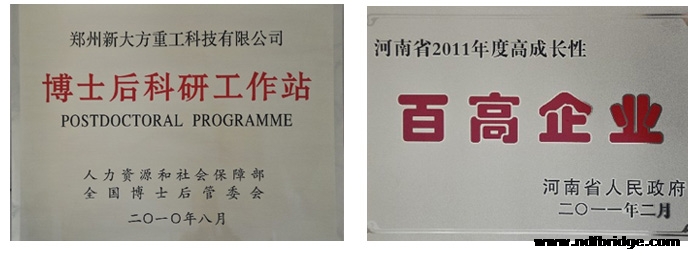 郑州新大方重工科技有限公司
博士后科研工作站
POSTDOCTORAL PROGRAMME
人力资源和社会保障部
全国博士后管委会
二〇一〇年八月
河南省2011年度高成长性
百高企业
河南省人民政府
二〇一一年二月
www.ndfbridge.com